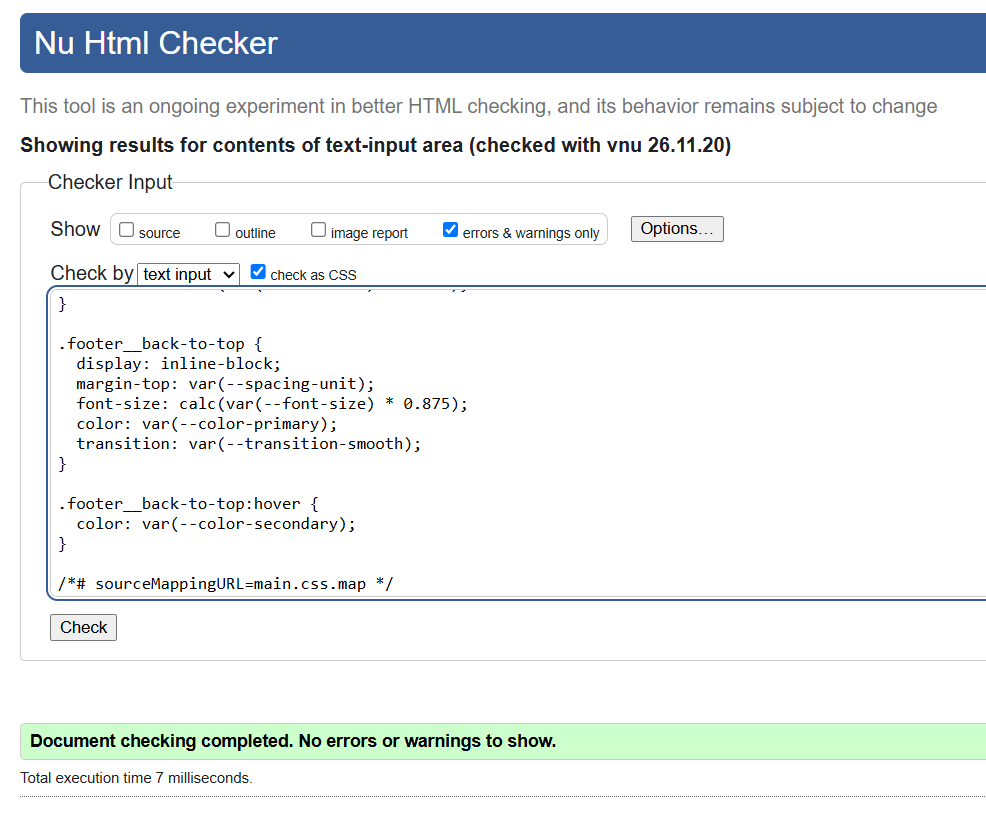 Nu Html Checker
This tool is an ongoing experiment in better HTML checking, and its behavior remains subject to change
Showing results for contents of text-input area (checked with vnu 26.11.20)
Checker Input
Show source outline image report errors & warnings only Options...
Check by text input check as CSS
}
.footer__back-to-top {
  display: inline-block;
  margin-top: var(--spacing-unit);
  font-size: calc(var(--font-size) * 0.875);
  color: var(--color-primary);
  transition: var(--transition-smooth);
}
.footer__back-to-top:hover {
  color: var(--color-secondary);
}
/*# sourceMappingURL=main.css.map */
Check
Document checking completed. No errors or warnings to show.
Total execution time 7 milliseconds.